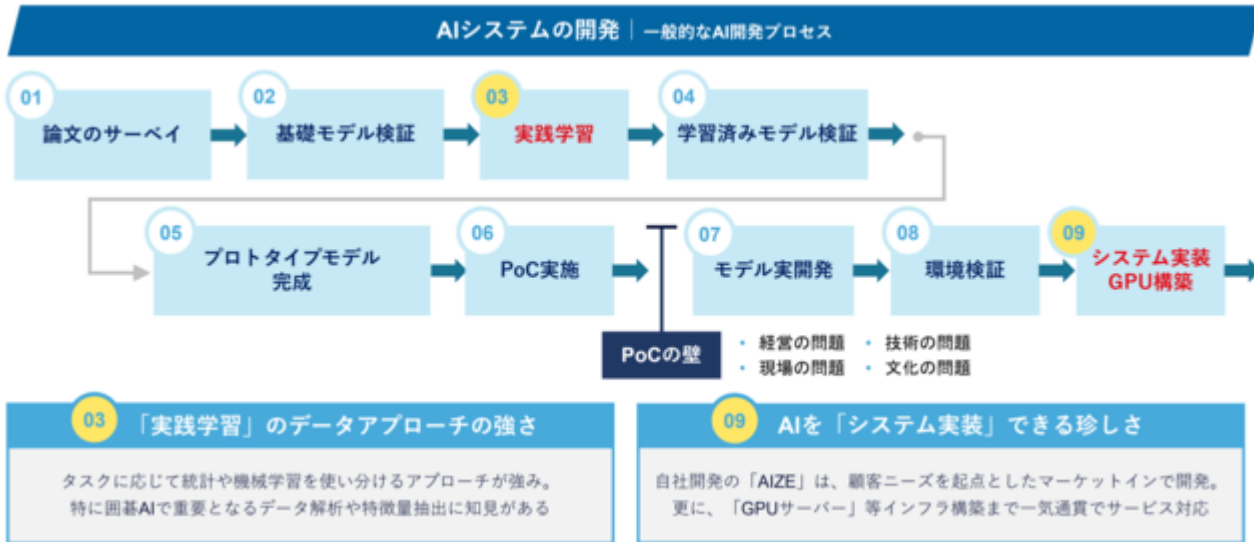 AIシステムの開発｜一般的なAI開発プロセス
01
論文のサーベイ
02
基礎モデル検証
03
実践学習
04
学習済みモデル検証
05
プロトタイプモデル
完成
06
PoC実施
07
モデル実開発
08
環境検証
09
システム実装
GPU構築
PoCの壁
・ 経営の問題 ・ 技術の問題
・ 現場の問題 ・ 文化の問題
03 「実践学習」のデータアプローチの強さ
タスクに応じて統計や機械学習を使い分けるアプローチが強み。
特に囲碁AIで重要となるデータ解析や特徴量抽出に知見がある
09 AIを「システム実装」できる珍しさ
自社開発の「AIZE」は、顧客ニーズを起点としたマーケットインで開発。
更に、「GPUサーバー」等インフラ構築まで一気通貫でサービス対応